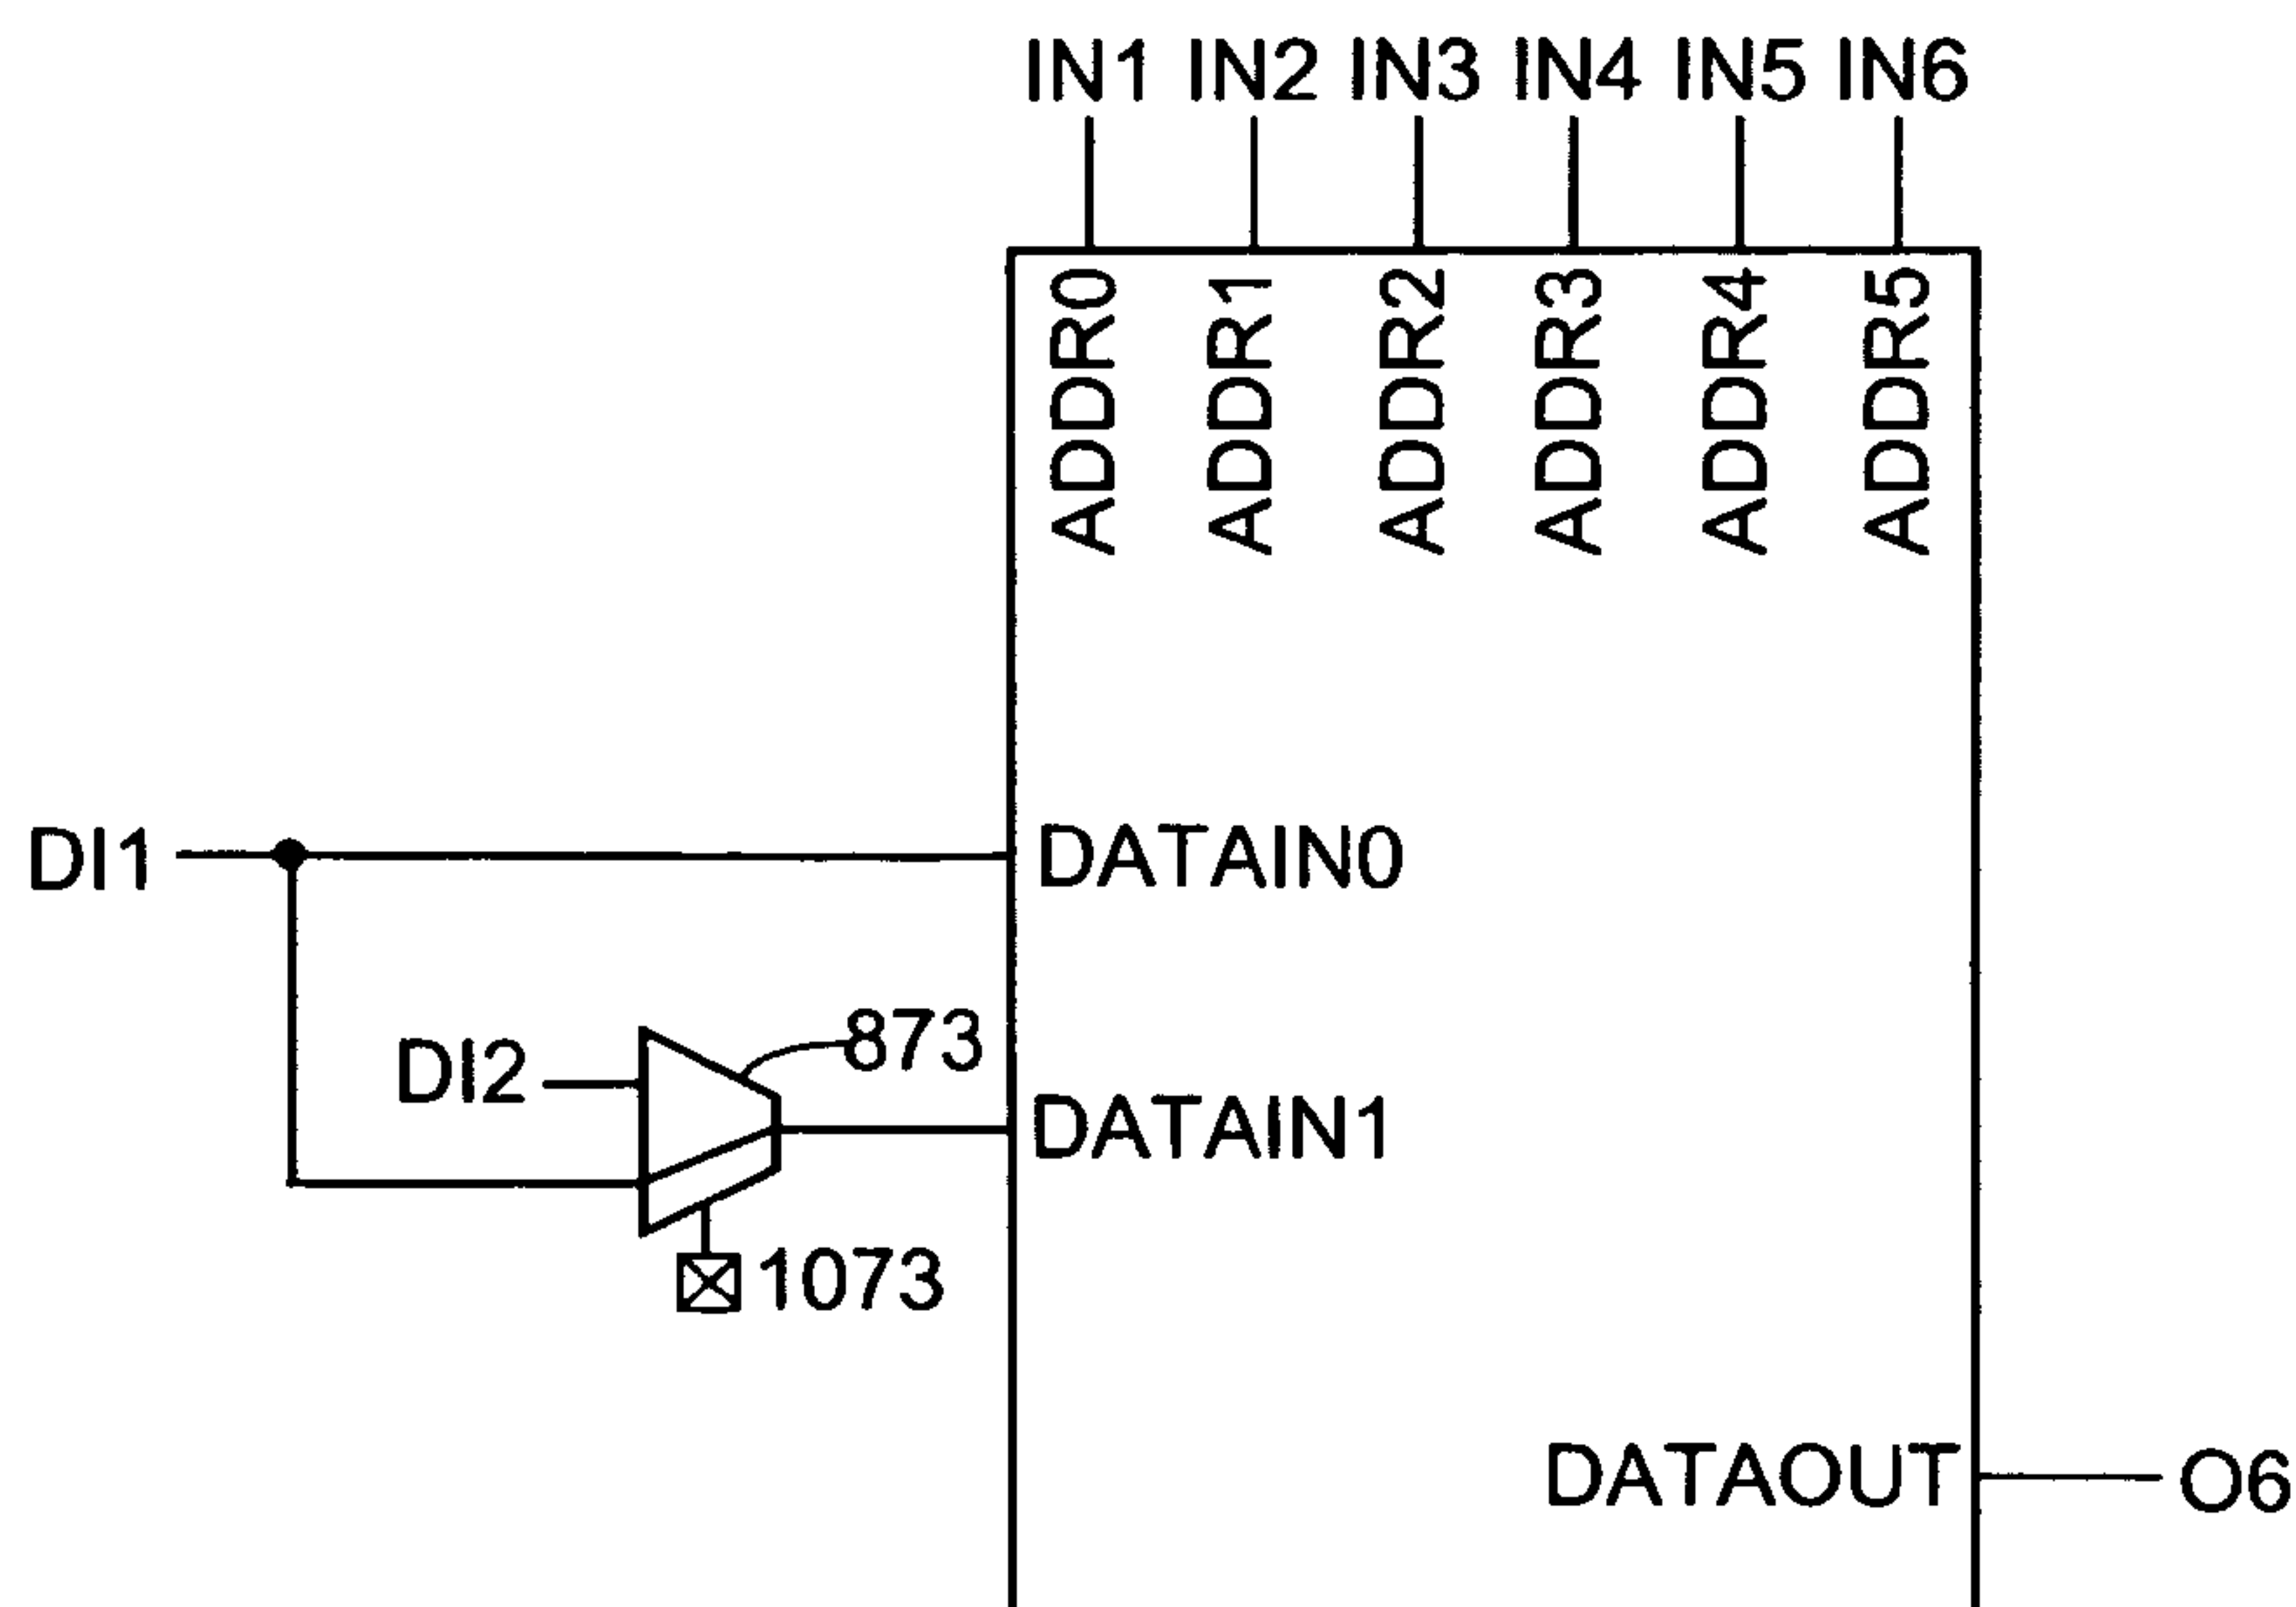 IN1 IN2 IN3 IN4 IN5 IN6
ADDR0 ADDR1 ADDR2 ADDR3 ADDR4 ADDR5
DI1 DATAIN0
873
DI2 DATAIN1
1073
DATAOUT O6